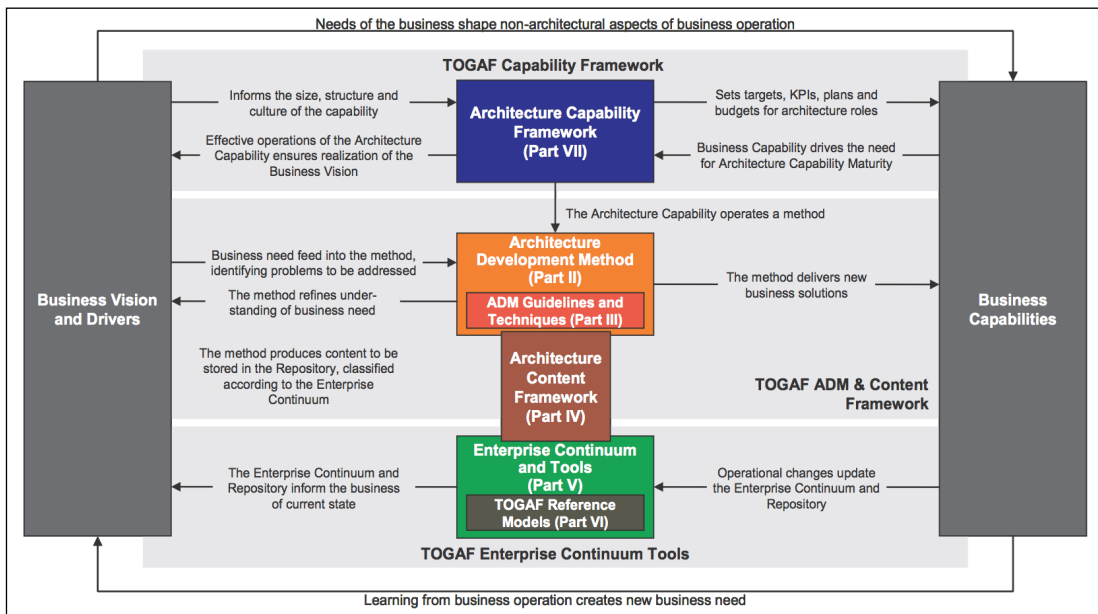 Needs of the business shape non-architectural aspects of business operation
TOGAF Capability Framework
Informs the size, structure and
culture of the capability
Effective operations of the Architecture
Capability ensures realization of the
Business Vision
Architecture Capability
Framework
(Part VII)
Sets targets, KPIs, plans and
budgets for architecture roles
Business Capability drives the need
for Architecture Capability Maturity
The Architecture Capability operates a method
Business Vision
and Drivers
Business need feed into the method,
identifying problems to be addressed
The method refines under-
standing of business need
Architecture
Development Method
(Part II)
ADM Guidelines and
Techniques (Part III)
The method delivers new
business solutions
Business
Capabilities
The method produces content to be
stored in the Repository, classified
according to the Enterprise
Continuum
Architecture
Content
Framework
(Part IV)
TOGAF ADM & Content
Framework
The Enterprise Continuum and
Repository inform the business
of current state
Enterprise Continuum
and Tools
(Part V)
TOGAF Reference
Models (Part VI)
Operational changes update
the Enterprise Continuum and
Repository
TOGAF Enterprise Continuum Tools
Learning from business operation creates new business need